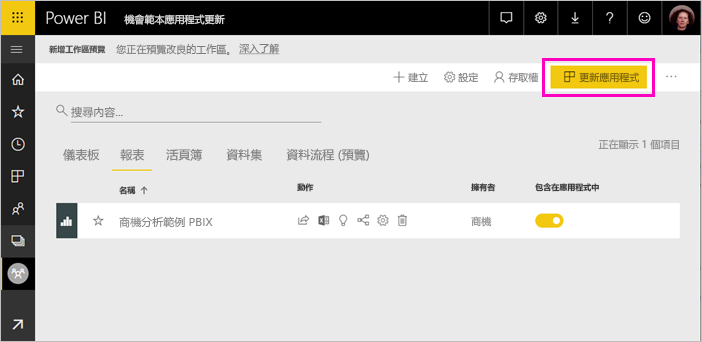 Power BI 機會範本應用程式更新
新增工作區預覽 您正在預覽改良的工作區。 深入了解
建立 設定 存取權 更新應用程式
搜尋內容...
正在顯示 1 個項目
儀表板 報表 活頁簿 資料集 資料流程 (預覽)
名稱 動作 擁有者 包含在應用程式中
商機分析範例 PBIX 商機